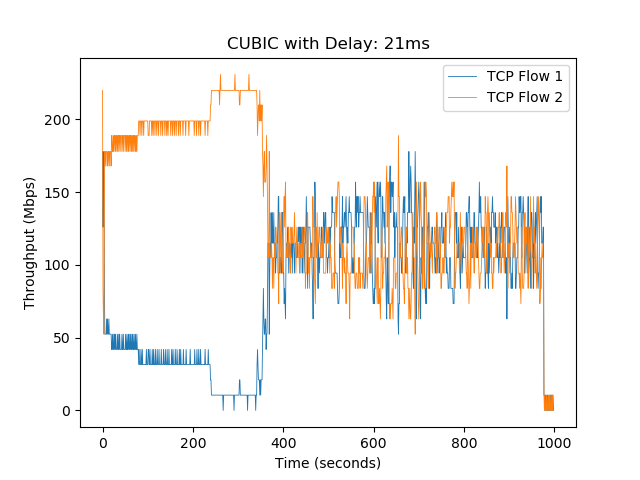 CUBIC with Delay: 21ms
TCP Flow 1
TCP Flow 2
Throughput (Mbps)
200
150
100
50
0
0 200 400 600 800 1000
Time (seconds)